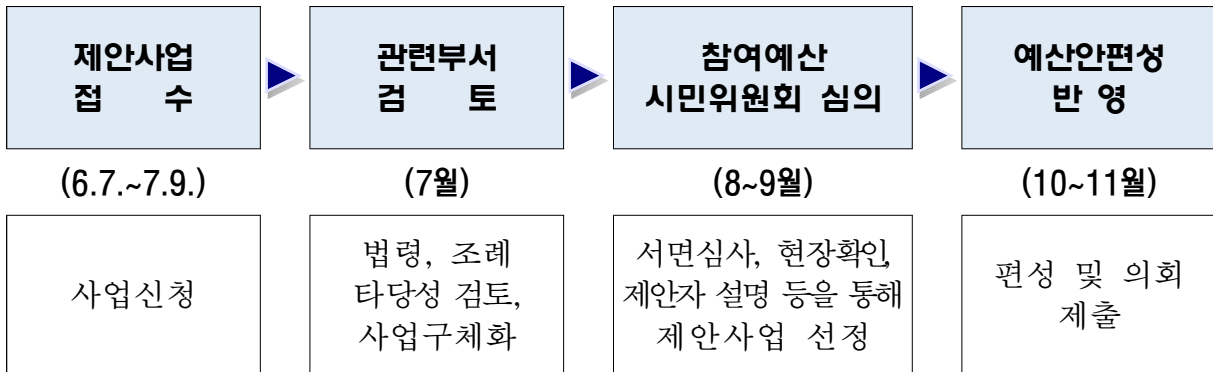 제안사업
접 수
관련부서
검 토
참여예산
시민위원회 심의
예산안편성
반 영
(6.7.~7.9.)
(7월)
(8~9월)
(10~11월)
사업신청
법령, 조례
타당성 검토,
사업구체화
서면심사, 현장확인,
제안자 설명 등을 통해
제안사업 선정
편성 및 의회
제출